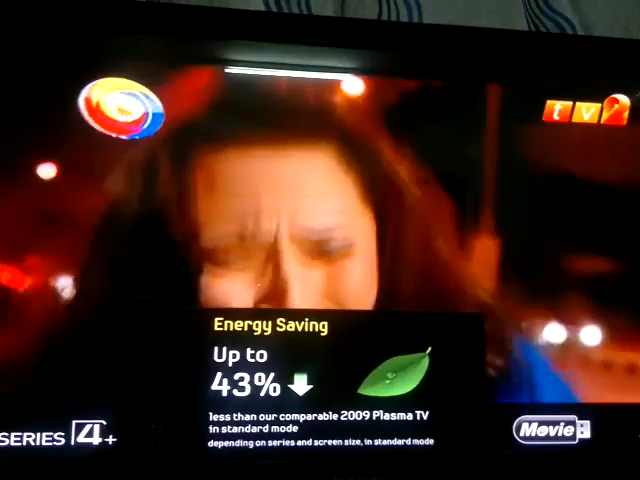 tv2
Energy Saving
Up to
43%
less than our comparable 2009 Plasma TV
in standard mode
depending on series and screen size, in standard mode
SERIES 4+
Movie